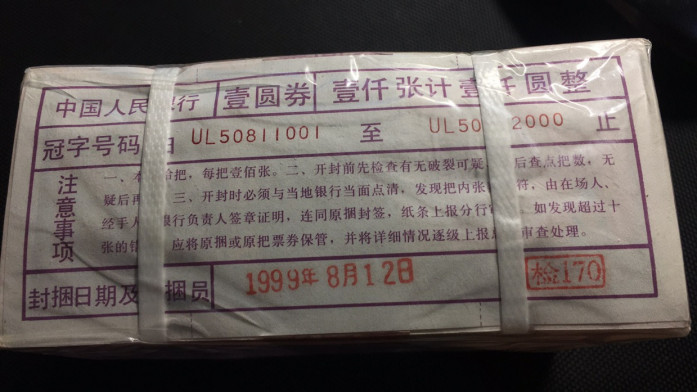 中国人民 银行 壹圆券 壹仟张计壹仟圆整
冠字号码 UL50811001 至 UL50 2000 止
注意事项
一、本 把，每把壹佰张。二、开封前先检查有无破裂可疑 后查点把数，无
疑后再 三、开封时必须与当地银行当面点清，发现把内张 符，由在场人、
经手人 银行负责人签章证明，连同原捆封签，纸条上报分行 如发现超过十
张的 应将原捆或原把票券保管，并将详细情况逐级上报总 审查处理。
封捆日期及 捆员 1999年8月12日 检170